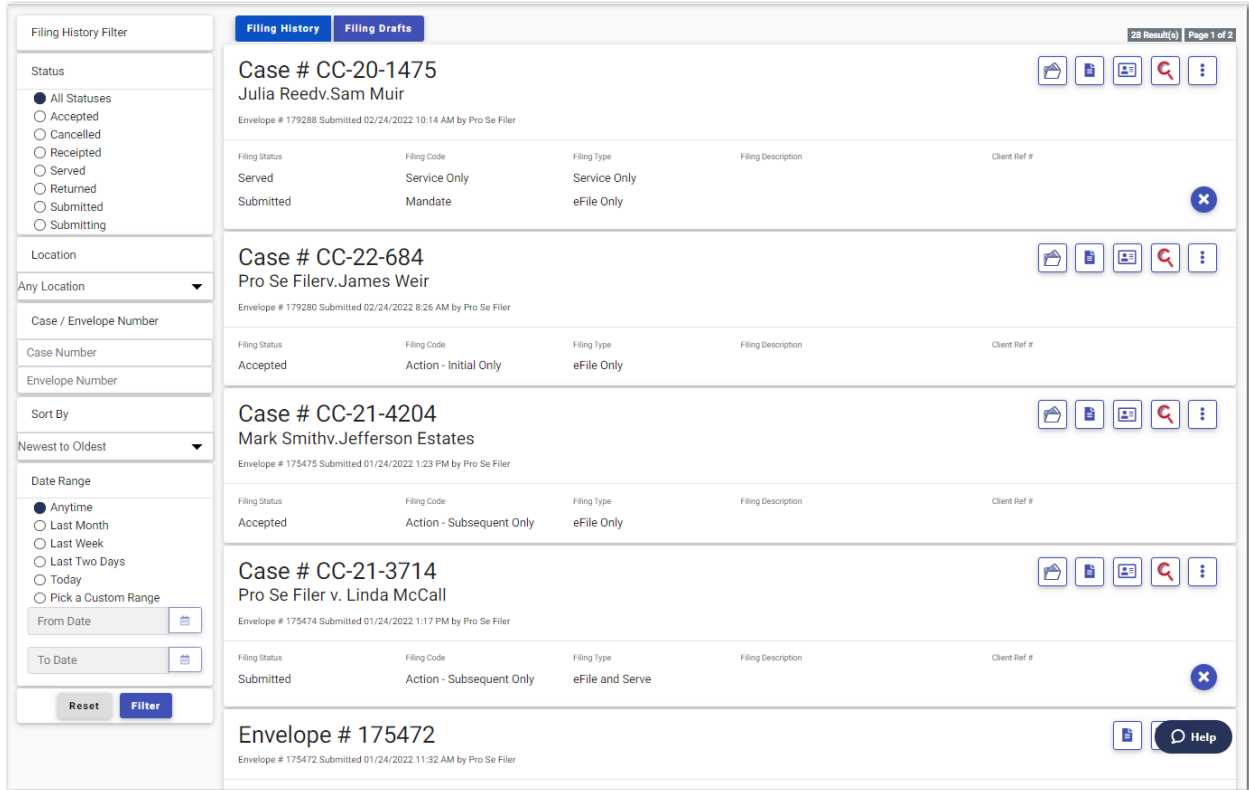 Filing History Filter
Status
All Statuses
Accepted
Cancelled
Receipted
Served
Returned
Submitted
Submitting
Location
Any Location
Case / Envelope Number
Case Number
Envelope Number
Sort By
Newest to Oldest
Date Range
Anytime
Last Month
Last Week
Last Two Days
Today
Pick a Custom Range
From Date
To Date
Reset Filter
Filing History Filing Drafts
28 Result(s) Page 1 of 2
Case # CC-20-1475
Julia Reedv.Sam Muir
Envelope # 179288 Submitted 02/24/2022 10:14 AM by Pro Se Filer
Filing Status Filing Code Filing Type Filing Description Client Ref #
Served Service Only Service Only
Submitted Mandate eFile Only
Case # CC-22-684
Pro Se Filerv.James Weir
Envelope # 179280 Submitted 02/24/2022 8:26 AM by Pro Se Filer
Filing Status Filing Code Filing Type Filing Description Client Ref #
Accepted Action - Initial Only eFile Only
Case # CC-21-4204
Mark Smithv.Jefferson Estates
Envelope # 175475 Submitted 01/24/2022 1:23 PM by Pro Se Filer
Filing Status Filing Code Filing Type Filing Description Client Ref #
Accepted Action - Subsequent Only eFile Only
Case # CC-21-3714
Pro Se Filer v. Linda McCall
Envelope # 175474 Submitted 01/24/2022 1:17 PM by Pro Se Filer
Filing Status Filing Code Filing Type Filing Description Client Ref #
Submitted Action - Subsequent Only eFile and Serve
Envelope # 175472
Envelope # 175472 Submitted 01/24/2022 11:32 AM by Pro Se Filer
Help